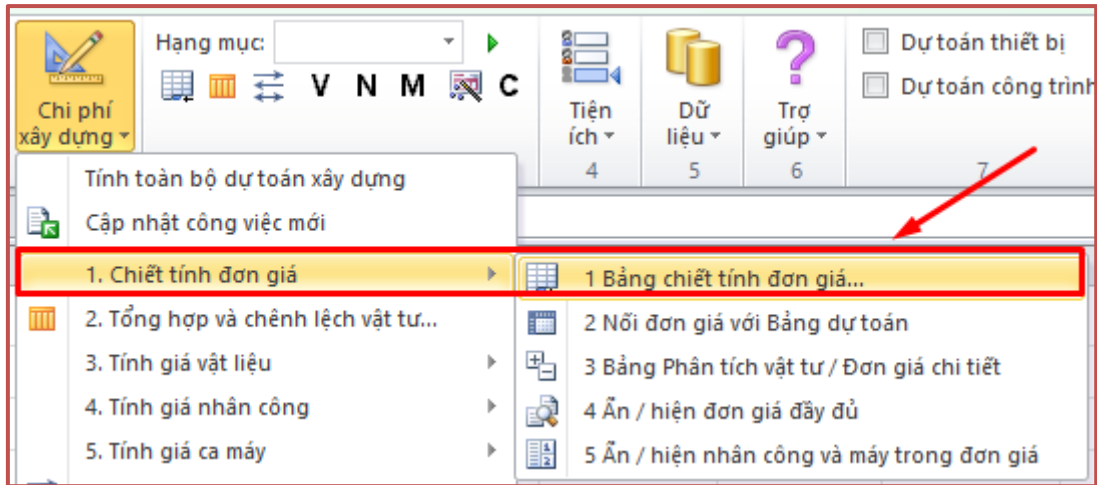 Hạng mục:
V N M C
Chi phí
xây dựng
Tiện
ích
4
Dữ
liệu
5
Trợ
giúp
6
Dự toán thiết bị
Dự toán công trình
7
Tính toàn bộ dự toán xây dựng
Cập nhật công việc mới
1. Chiết tính đơn giá
2. Tổng hợp và chênh lệch vật tư...
3. Tính giá vật liệu
4. Tính giá nhân công
5. Tính giá ca máy
1 Bảng chiết tính đơn giá...
2 Nối đơn giá với Bảng dự toán
3 Bảng Phân tích vật tư / Đơn giá chi tiết
4 Ẩn / hiện đơn giá đầy đủ
5 Ẩn / hiện nhân công và máy trong đơn giá